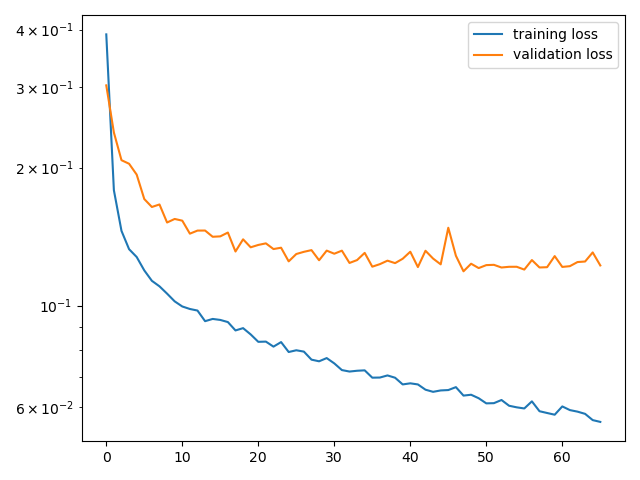 4 × 10⁻¹
3 × 10⁻¹
2 × 10⁻¹
10⁻¹
6 × 10⁻²
0 10 20 30 40 50 60
training loss
validation loss